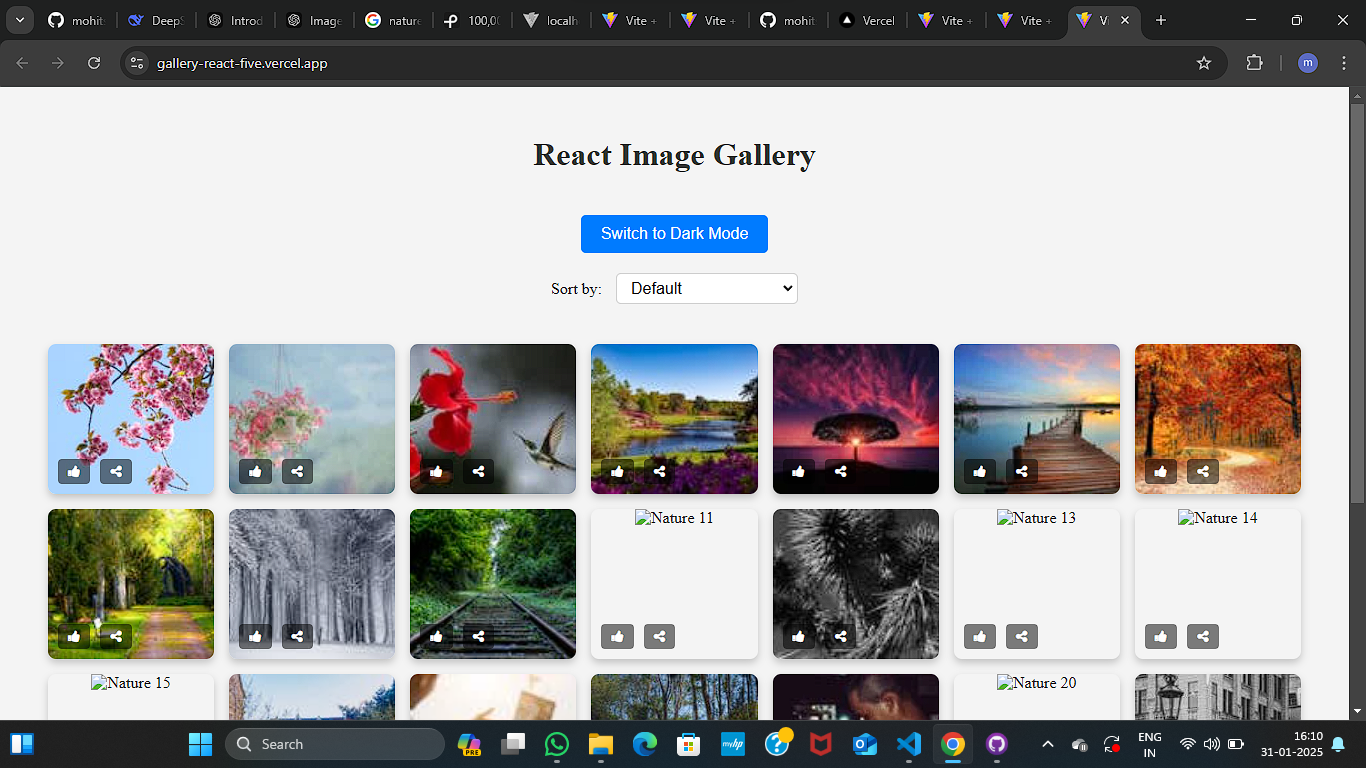 mohits
DeepS
Introd
Image
nature
100,00
localh
Vite +
Vite +
mohit
Vercel
Vite +
Vite +
Vi
gallery-react-five.vercel.app
m
React Image Gallery
Switch to Dark Mode
Sort by: Default
Nature 11
Nature 13
Nature 14
Nature 15
Nature 20
Search
PRE
myhp
ENG
IN
16:10
31-01-2025